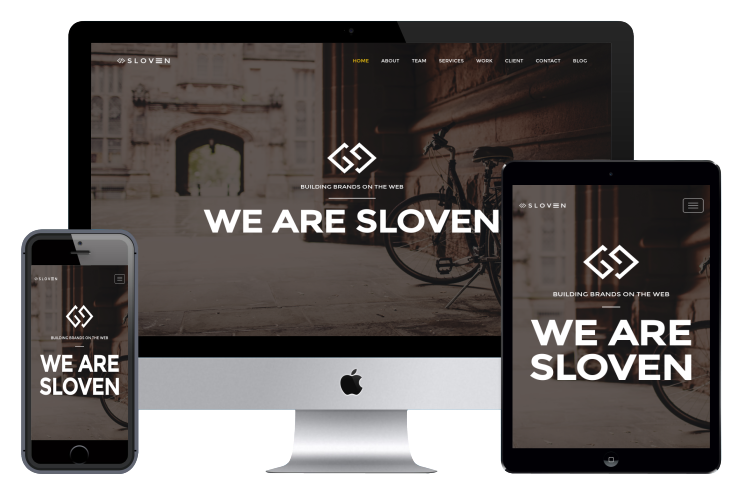 SLOVEN
HOME ABOUT TEAM SERVICES WORK CLIENT CONTACT BLOG
BUILDING BRANDS ON THE WEB
WE ARE SLOVEN
SLOVEN
BUILDING BRANDS ON THE WEB
WE ARE
SLOVEN
SLOVEN
BUILDING BRANDS ON THE WEB
WE ARE
SLOVEN